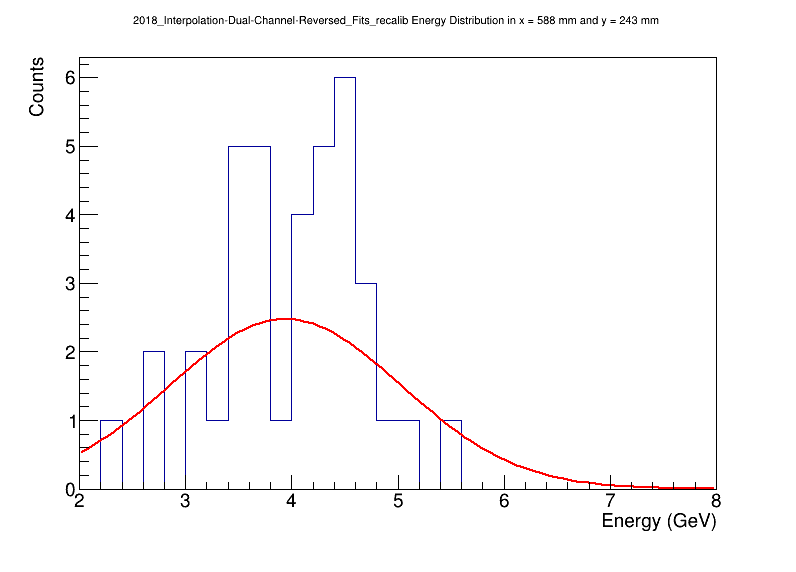 2018_Interpolation-Dual-Channel-Reversed_Fits_recalib Energy Distribution in x = 588 mm and y = 243 mm
Counts
6
5
4
3
2
1
0
2 3 4 5 6 7 8
Energy (GeV)